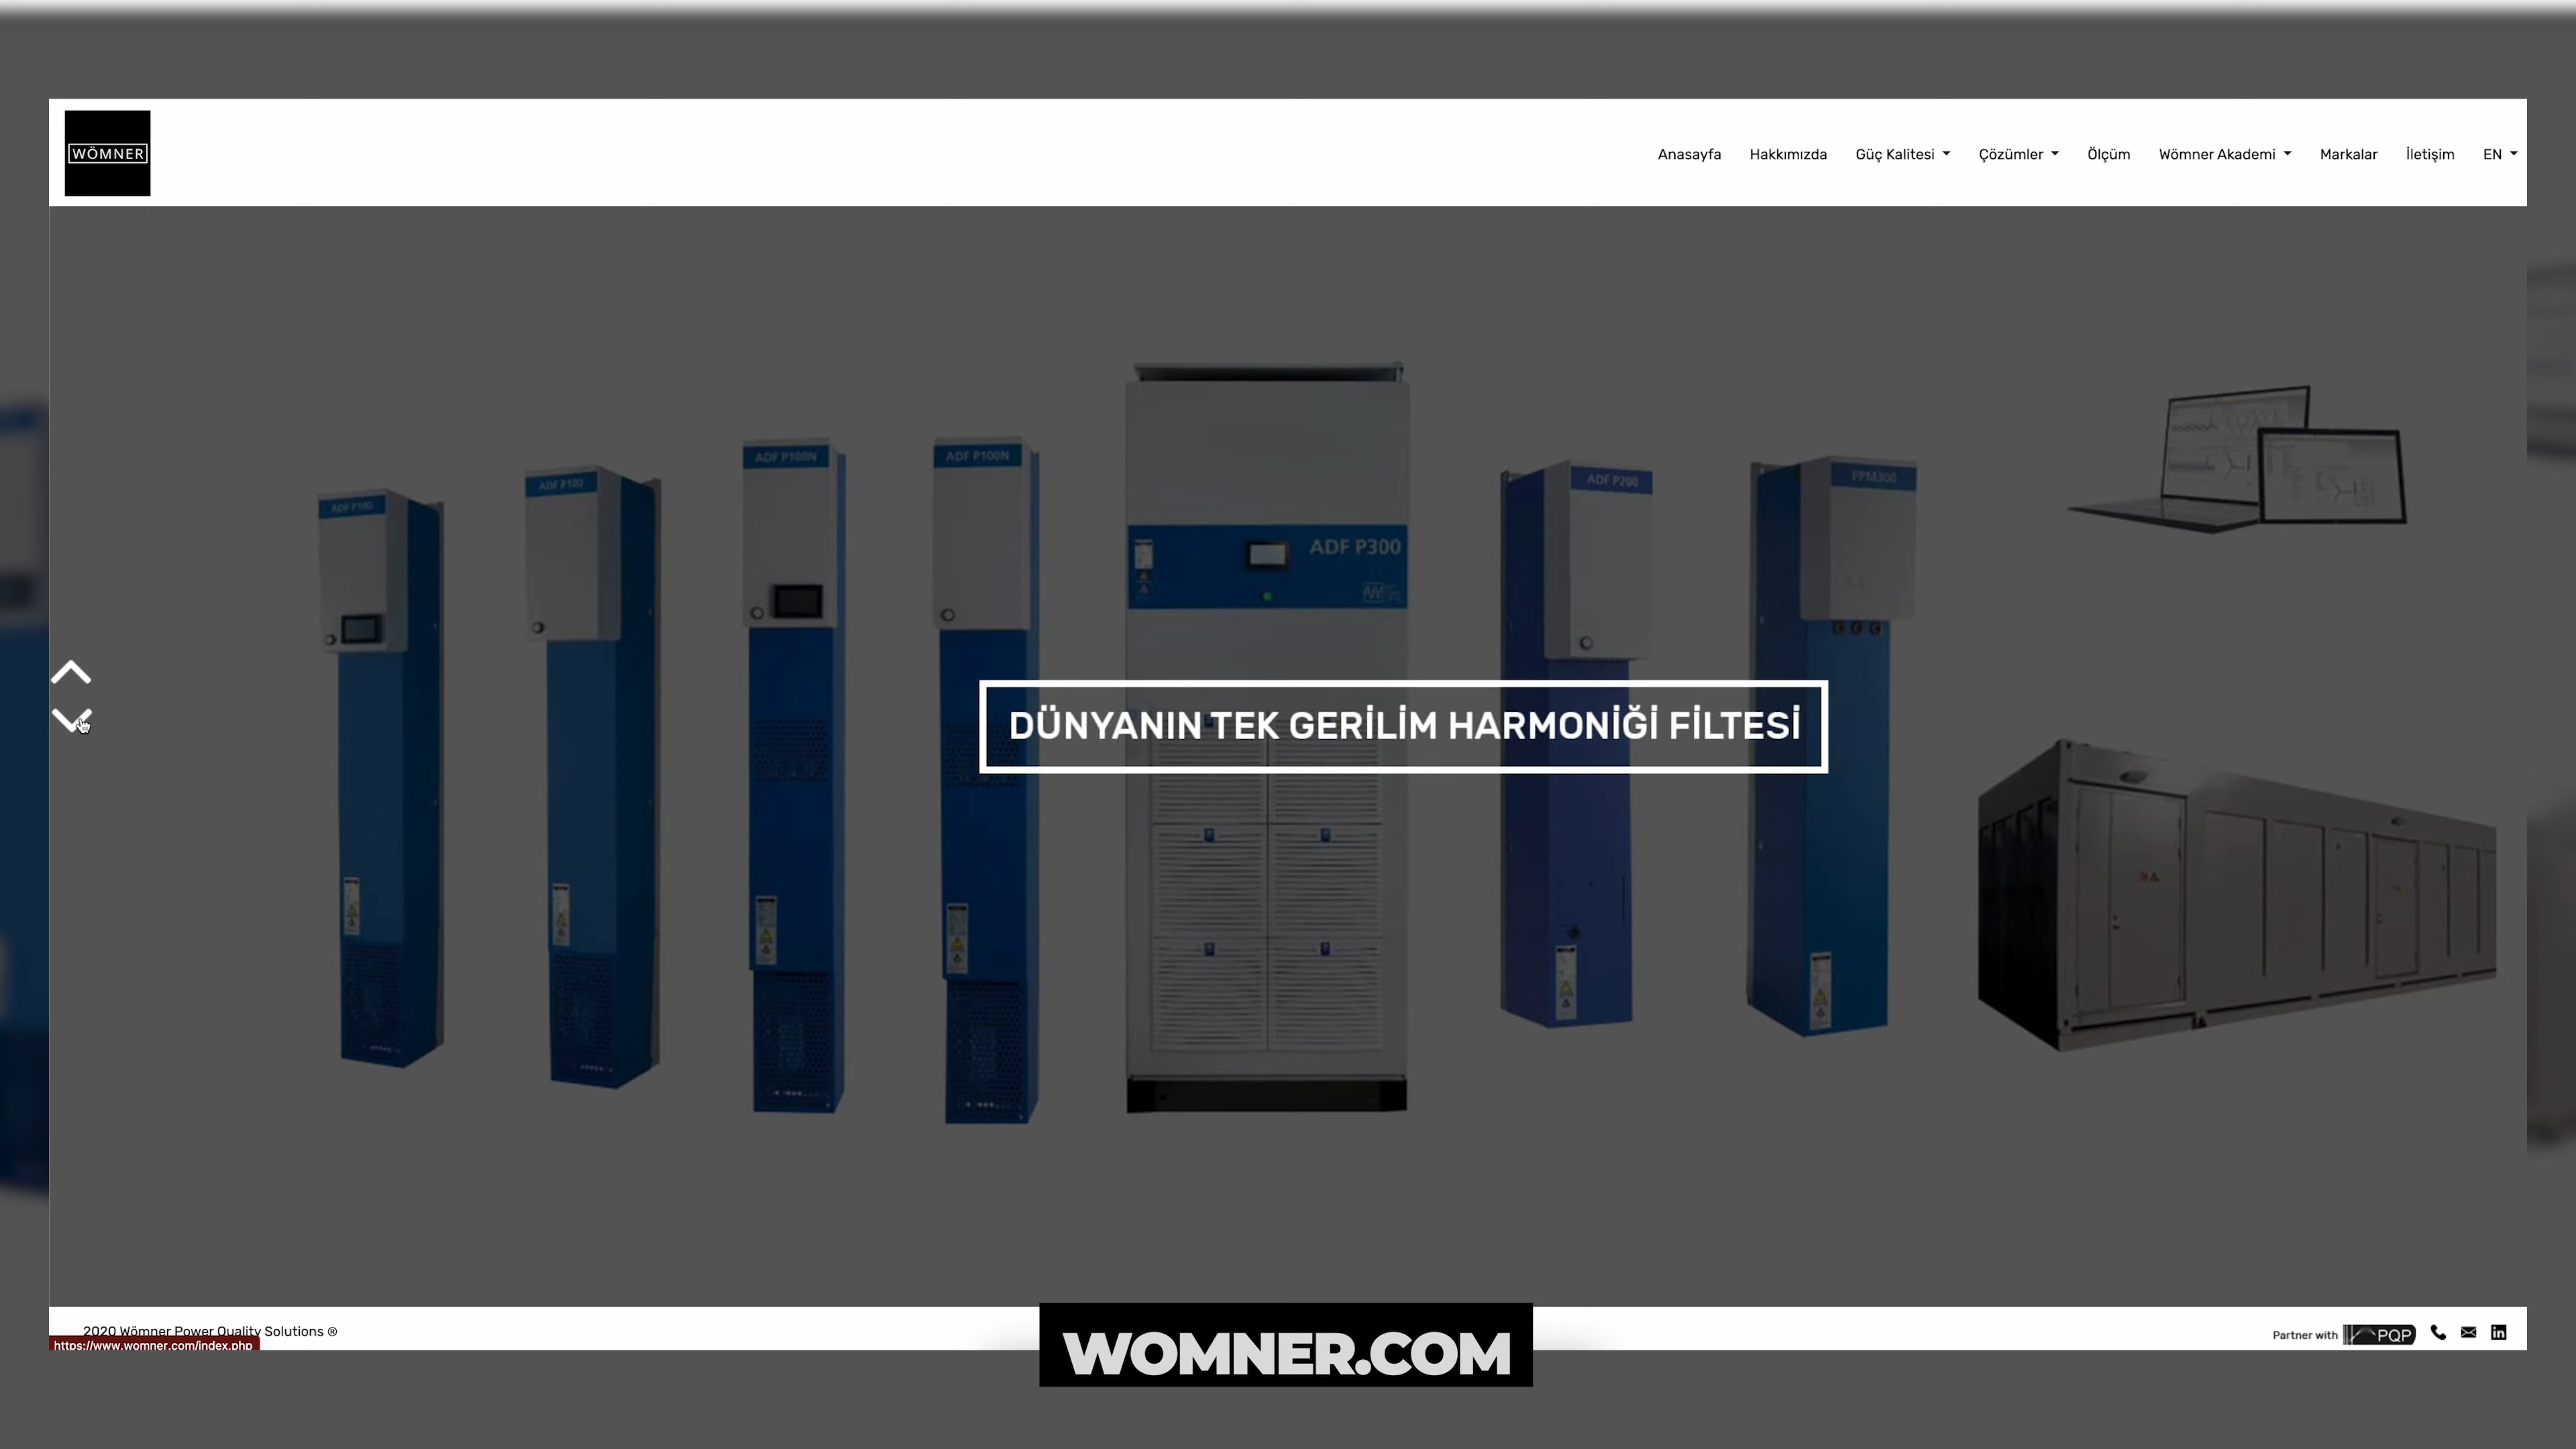 WÖMNER
Anasayfa Hakkımızda Güç Kalitesi Çözümler Ölçüm Wömner Akademi Markalar İletişim EN
ADF P100
ADF P100
ADF P100N
ADF P100N
ADF P300
ADF P200
PPM300
DÜNYANIN TEK GERİLİM HARMONİĞİ FİLTESİ
2020 Wömner Power Quality Solutions ®
https://www.womner.com/index.php
Partner with PQP
WOMNER.COM